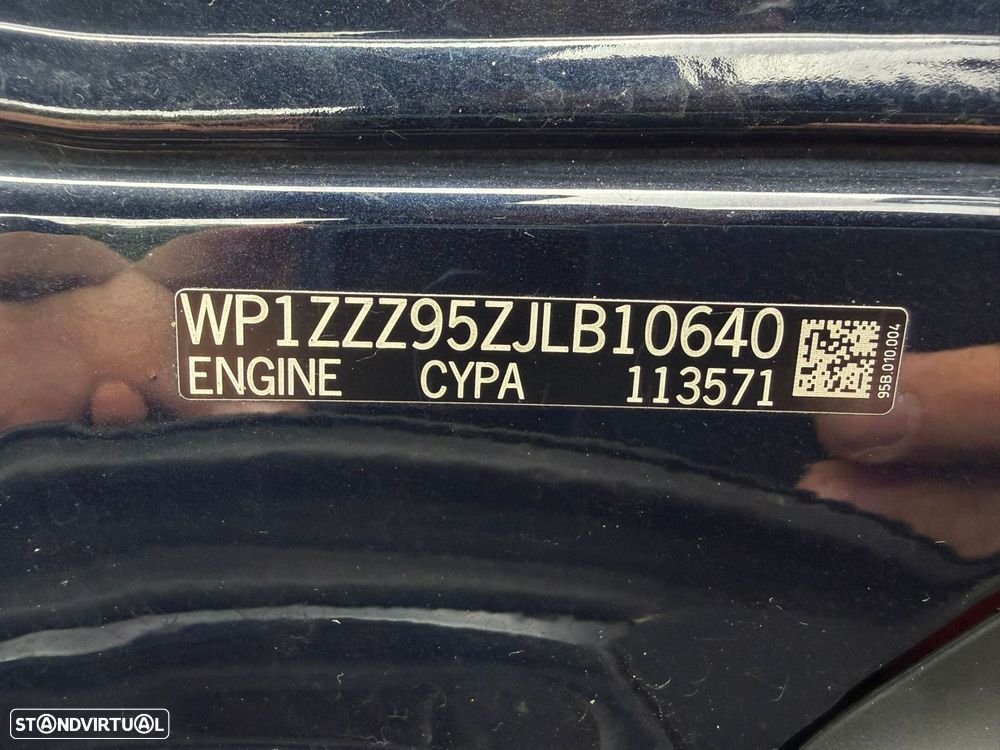 WP1ZZZ95ZJLB10640
ENGINE CYPA 113571
95B.010.004
STANDVIRTUAL